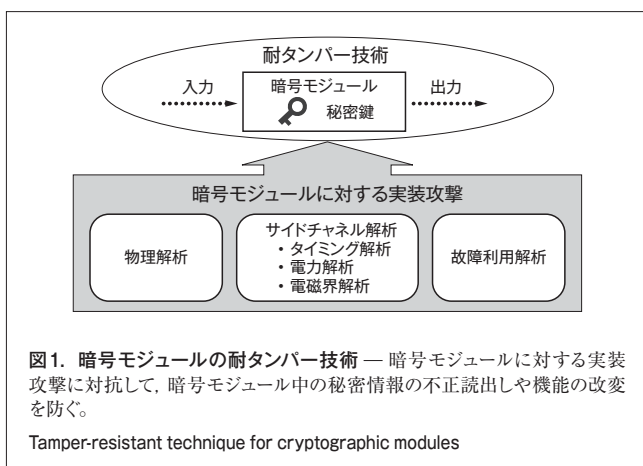 耐タンパー技術
入力
暗号モジュール
秘密鍵
出力
暗号モジュールに対する実装攻撃
物理解析
サイドチャネル解析
・タイミング解析
・電力解析
・電磁界解析
故障利用解析
図1. 暗号モジュールの耐タンパー技術 — 暗号モジュールに対する実装
攻撃に対抗して，暗号モジュール中の秘密情報の不正読出しや機能の改変
を防ぐ。
Tamper-resistant technique for cryptographic modules